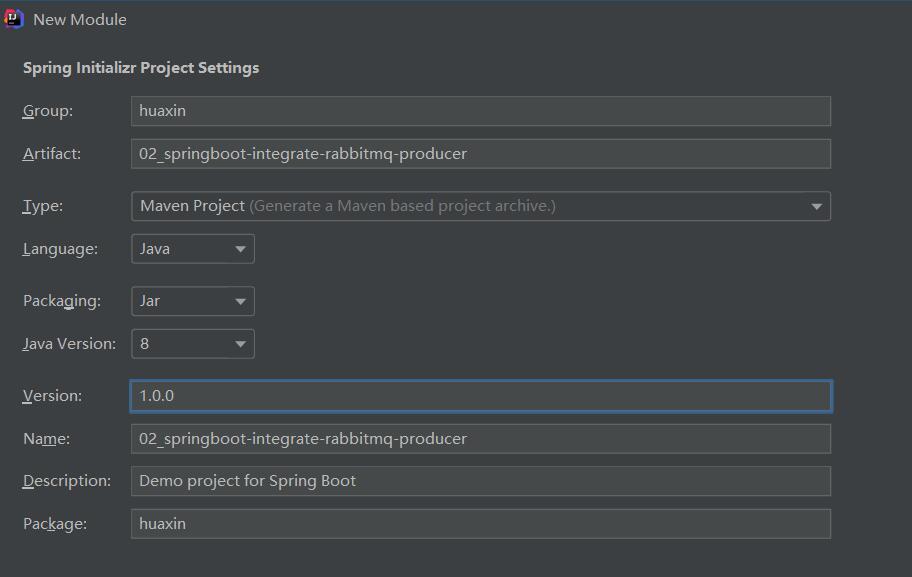 New Module
Spring Initializr Project Settings
Group: huaxin
Artifact: 02_springboot-integrate-rabbitmq-producer
Type: Maven Project (Generate a Maven based project archive.)
Language: Java
Packaging: Jar
Java Version: 8
Version: 1.0.0
Name: 02_springboot-integrate-rabbitmq-producer
Description: Demo project for Spring Boot
Package: huaxin